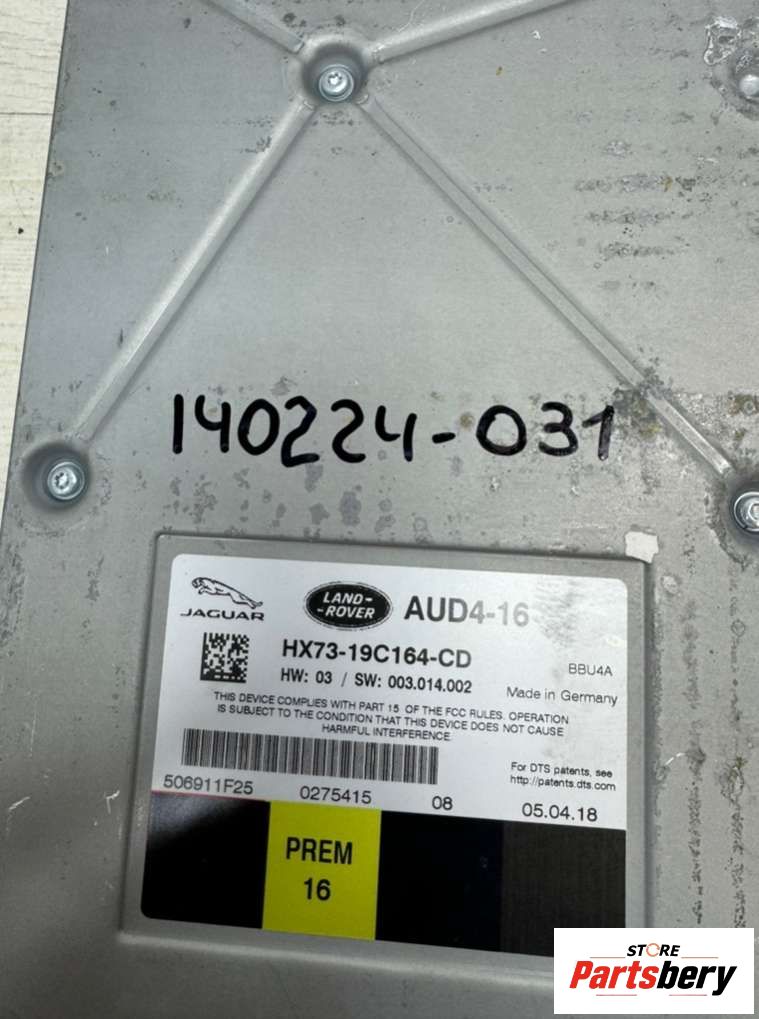 140224-031
JAGUAR
LAND-
-ROVER
AUD4-16
HX73-19C164-CD
BBU4A
HW: 03 / SW: 003.014.002
Made in Germany
THIS DEVICE COMPLIES WITH PART 15 OF THE FCC RULES. OPERATION
IS SUBJECT TO THE CONDITION THAT THIS DEVICE DOES NOT CAUSE
HARMFUL INTERFERENCE
For DTS patents, see
http://patents.dts.com
506911F25 0275415 08 05.04.18
PREM
16
STORE
Partsbery